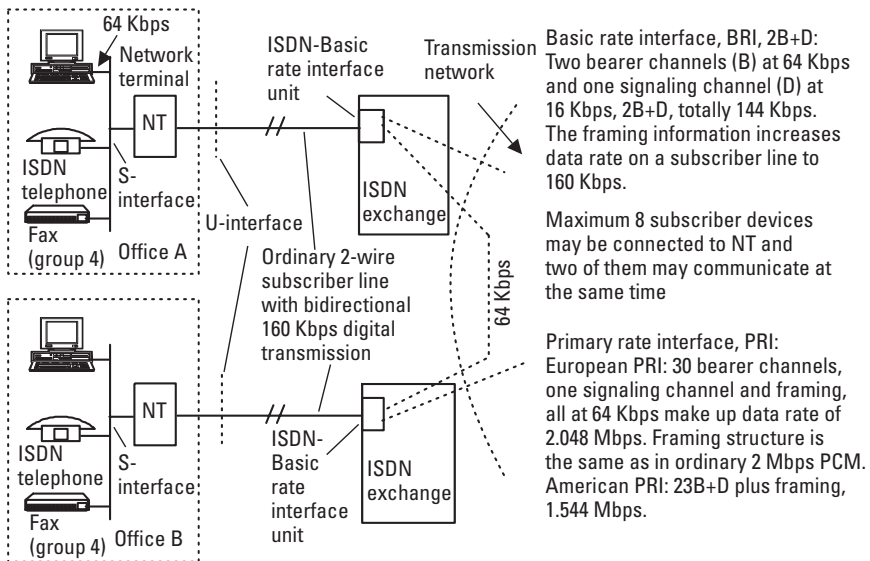 64 Kbps
Network
terminal
NT
ISDN
telephone
S-
interface
Fax
(group 4)
Office A
ISDN-Basic
rate interface
unit
Transmission
network
ISDN
exchange
U-interface
Ordinary 2-wire
subscriber line
with bidirectional
160 Kbps digital
transmission
64 Kbps
NT
ISDN
telephone
S-
interface
Fax
(group 4)
Office B
ISDN-
Basic
rate
interface
unit
ISDN
exchange
Basic rate interface, BRI, 2B+D:
Two bearer channels (B) at 64 Kbps
and one signaling channel (D) at
16 Kbps, 2B+D, totally 144 Kbps.
The framing information increases
data rate on a subscriber line to
160 Kbps.
Maximum 8 subscriber devices
may be connected to NT and
two of them may communicate at
the same time
Primary rate interface, PRI:
European PRI: 30 bearer channels,
one signaling channel and framing,
all at 64 Kbps make up data rate of
2.048 Mbps. Framing structure is
the same as in ordinary 2 Mbps PCM.
American PRI: 23B+D plus framing,
1.544 Mbps.